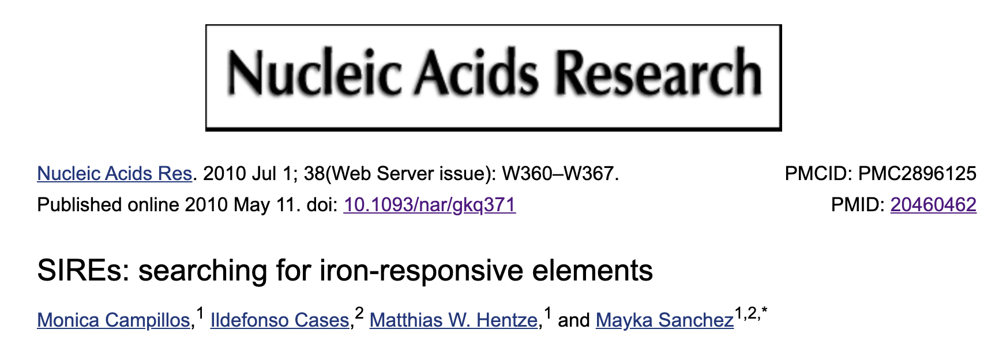 Nucleic Acids Research
Nucleic Acids Res. 2010 Jul 1; 38(Web Server issue): W360–W367.
PMCID: PMC2896125
Published online 2010 May 11. doi: 10.1093/nar/gkq371
PMID: 20460462
SIREs: searching for iron-responsive elements
Monica Campillos,1 Ildefonso Cases,2 Matthias W. Hentze,1 and Mayka Sanchez1,2,*